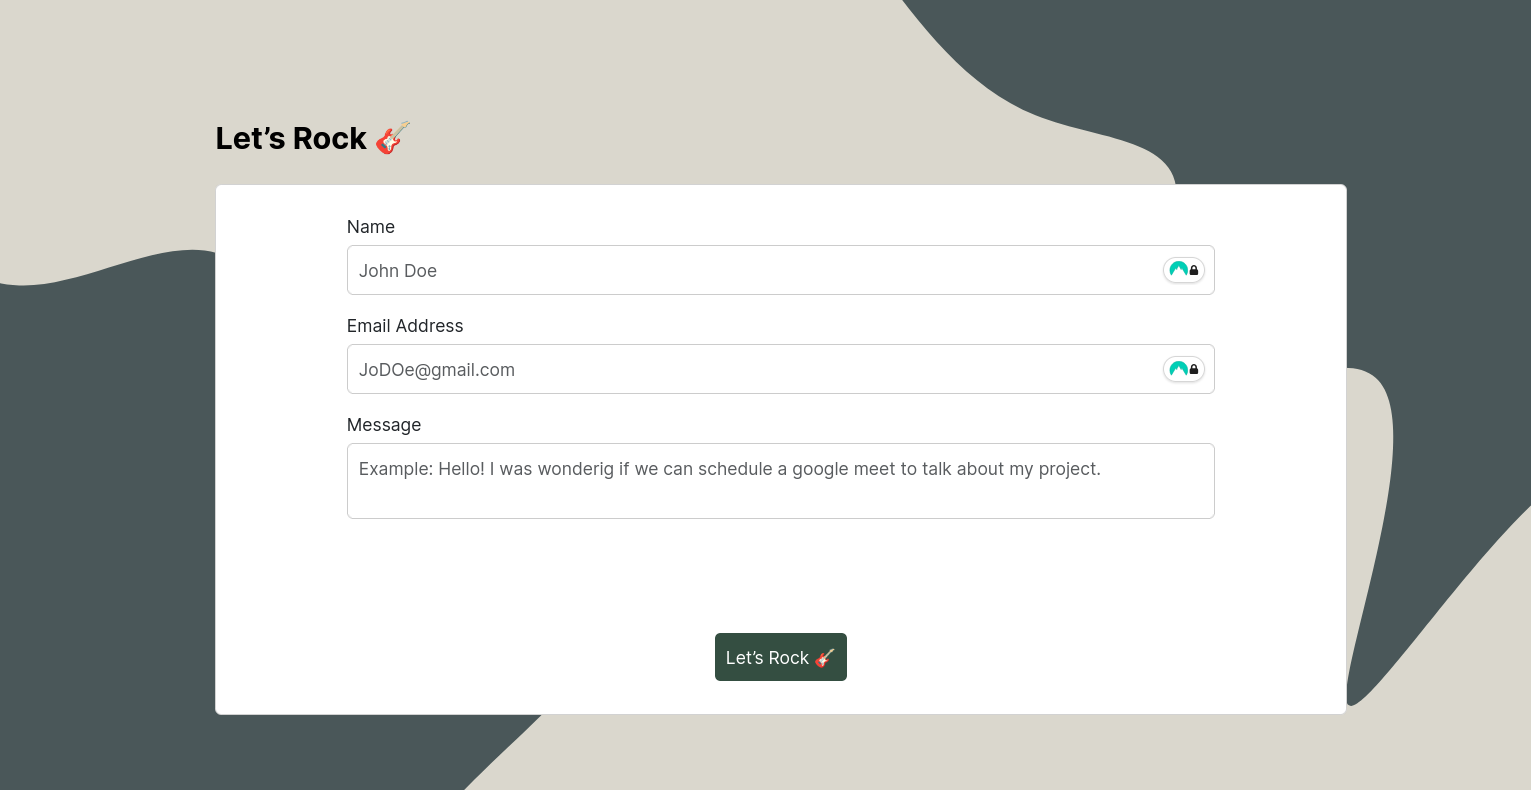 Let’s Rock 🎸
Name
John Doe
Email Address
JoDOe@gmail.com
Message
Example: Hello! I was wonderig if we can schedule a google meet to talk about my project.
Let’s Rock 🎸